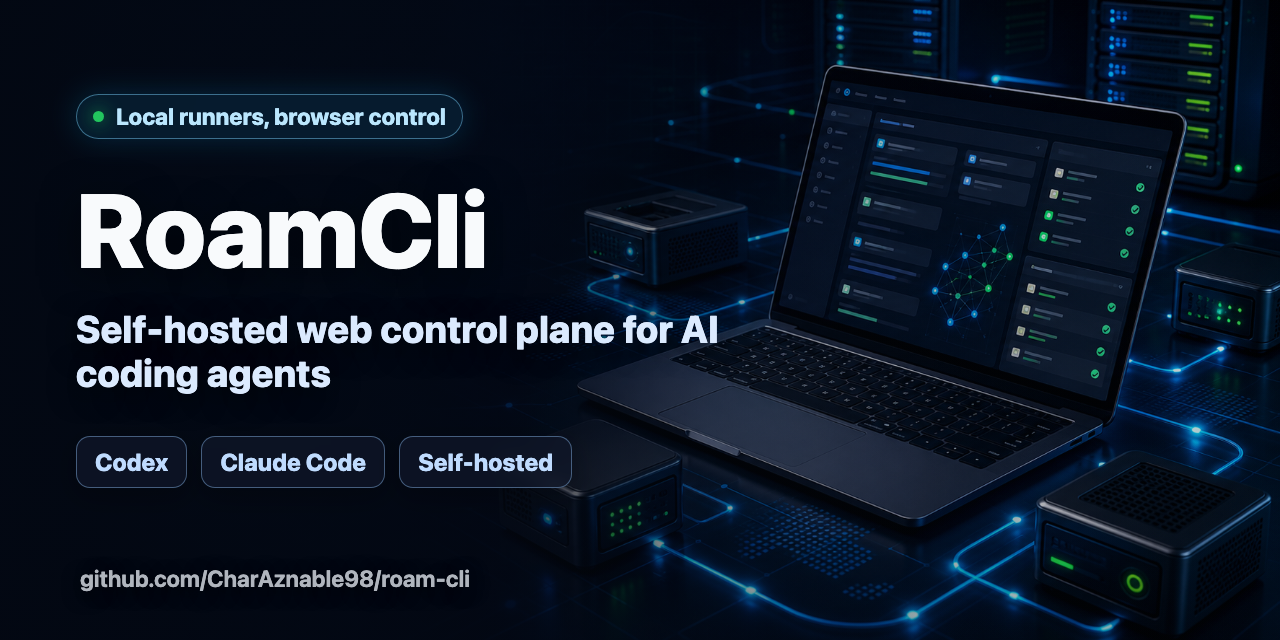 Local runners, browser control
RoamCli
Self-hosted web control plane for AI
coding agents
Codex
Claude Code
Self-hosted
github.com/CharAznable98/roam-cli